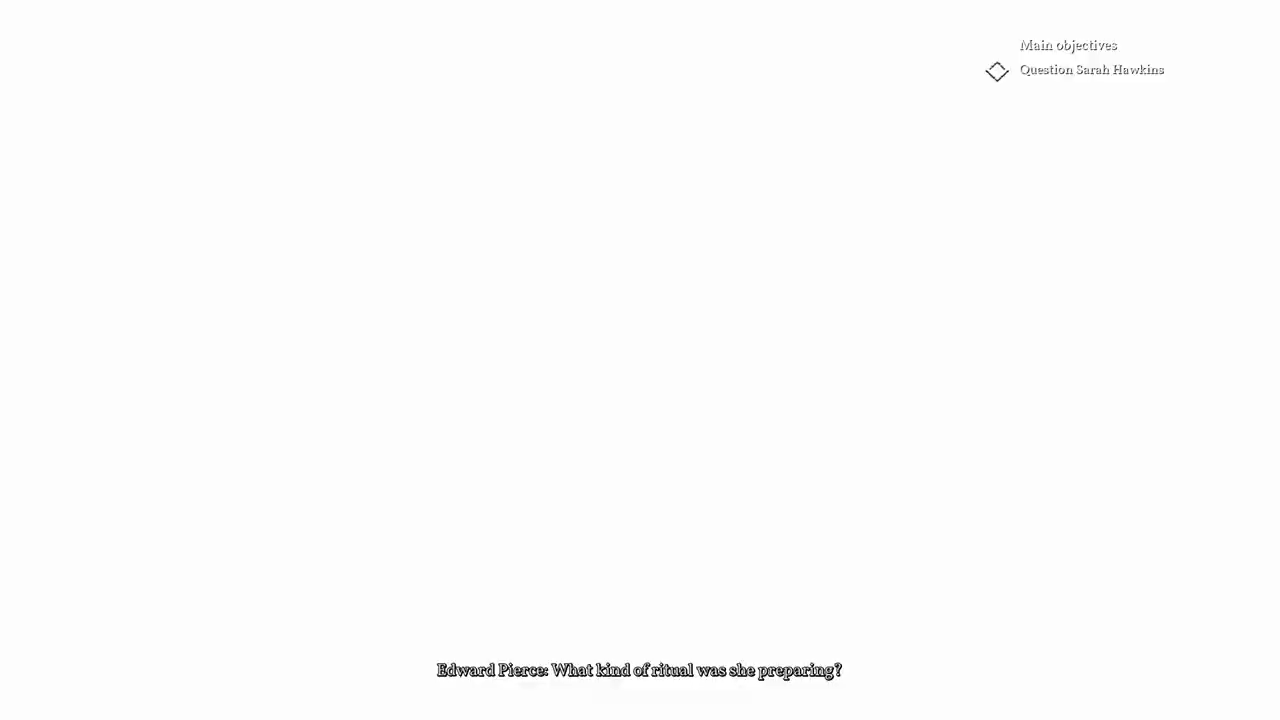 Main objectives
Question Sarah Hawkins
Edward Pierce: What kind of ritual was she preparing?